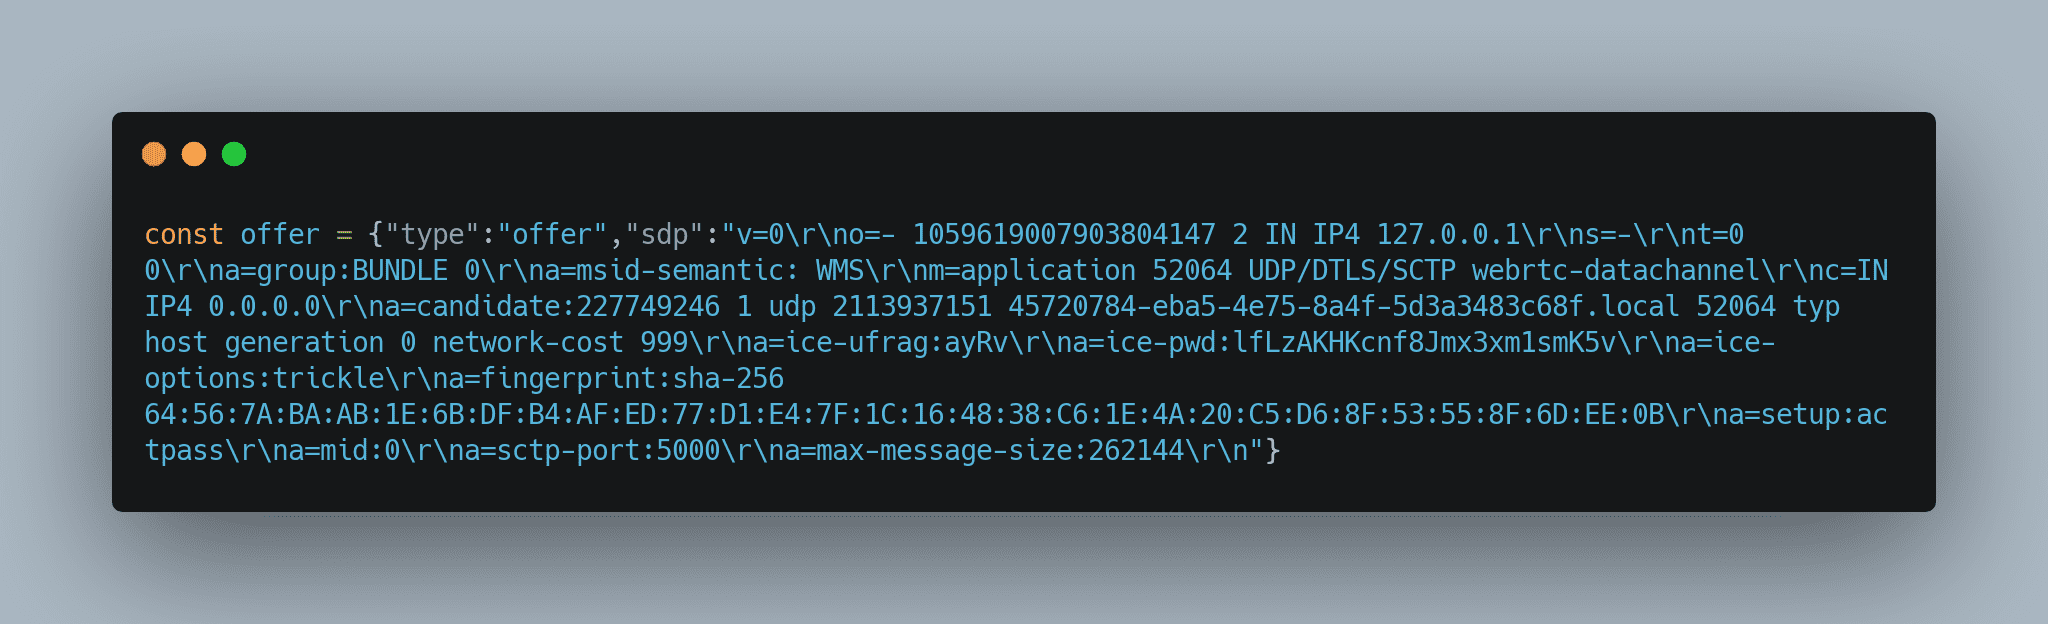 const offer = {"type":"offer","sdp":"v=0\r\no=- 1059619007903804147 2 IN IP4 127.0.0.1\r\ns=-\r\nt=0
0\r\na=group:BUNDLE 0\r\na=msid-semantic: WMS\r\nm=application 52064 UDP/DTLS/SCTP webrtc-datachannel\r\nc=IN
IP4 0.0.0.0\r\na=candidate:227749246 1 udp 2113937151 45720784-eba5-4e75-8a4f-5d3a3483c68f.local 52064 typ
host generation 0 network-cost 999\r\na=ice-ufrag:ayRv\r\na=ice-pwd:lfLzAKHKcnf8Jmx3xm1smK5v\r\na=ice-
options:trickle\r\na=fingerprint:sha-256
64:56:7A:BA:AB:1E:6B:DF:B4:AF:ED:77:D1:E4:7F:1C:16:48:38:C6:1E:4A:20:C5:D6:8F:53:55:8F:6D:EE:0B\r\na=setup:ac
tpass\r\na=mid:0\r\na=sctp-port:5000\r\na=max-message-size:262144\r\n"}